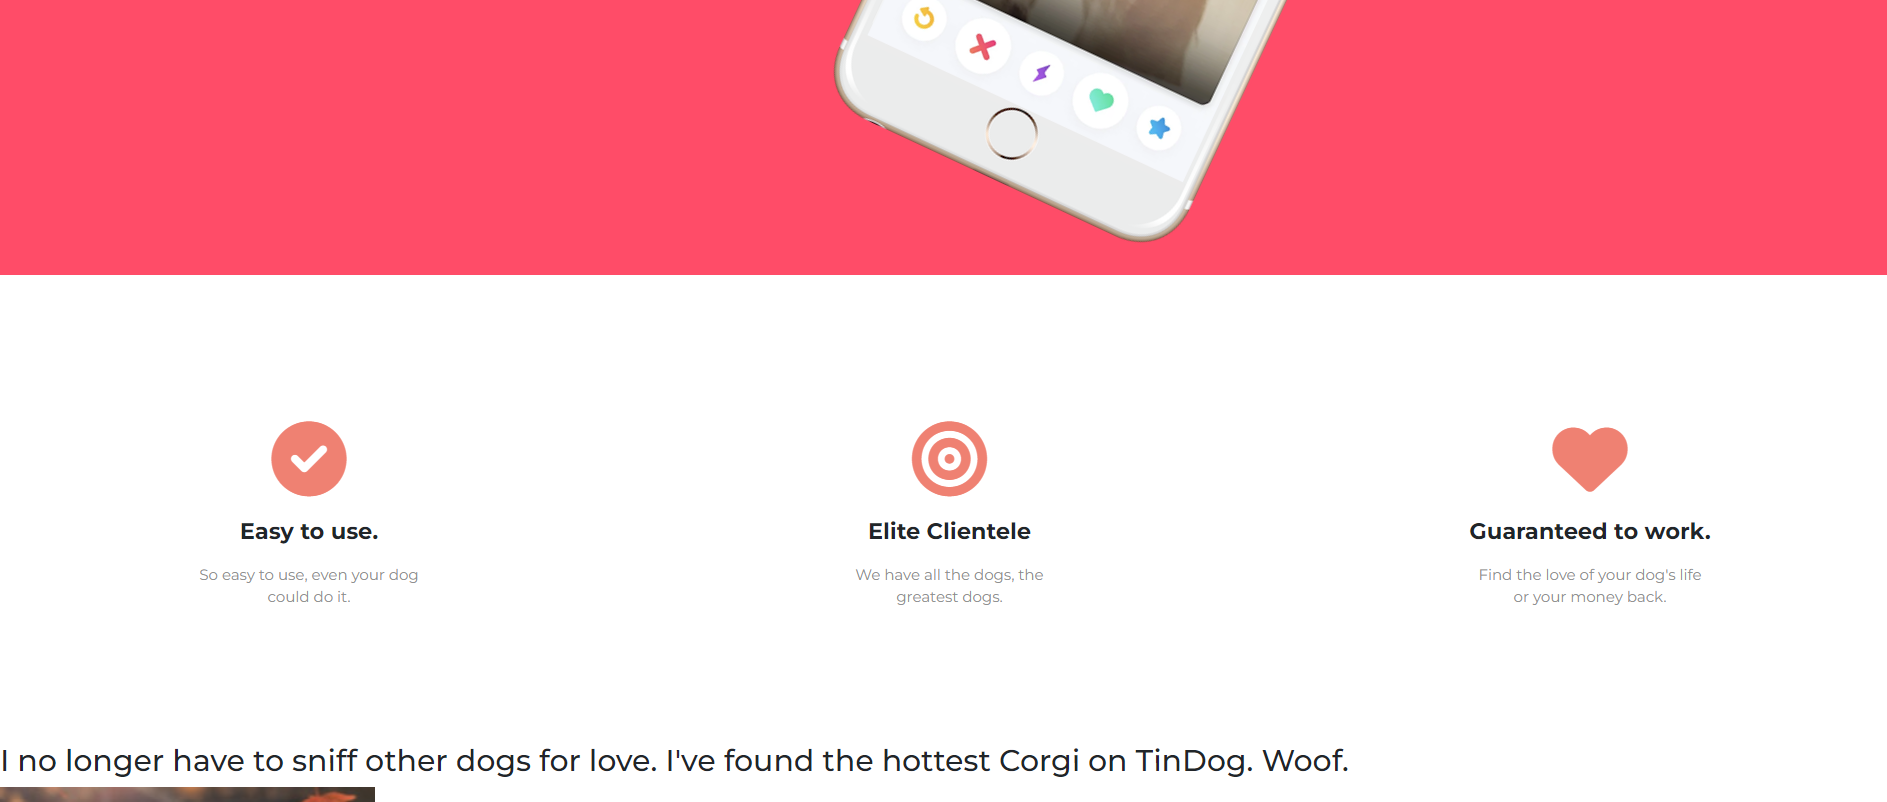 Easy to use.
So easy to use, even your dog
could do it.
Elite Clientele
We have all the dogs, the
greatest dogs.
Guaranteed to work.
Find the love of your dog's life
or your money back.
I no longer have to sniff other dogs for love. I've found the hottest Corgi on TinDog. Woof.